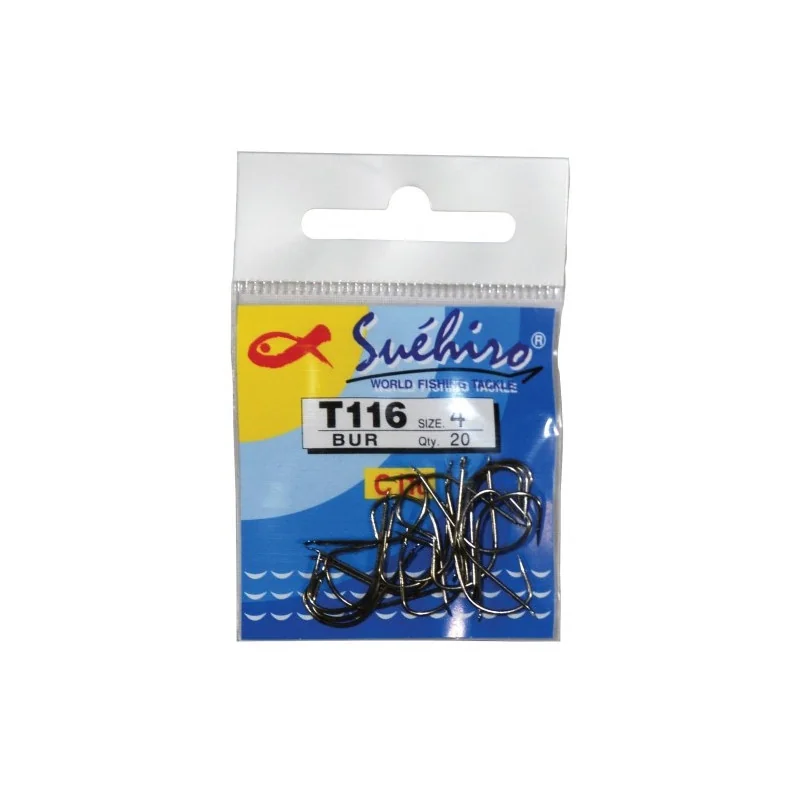 Suéhiro®
WORLD FISHING TACKLE
T116 SIZE. 4
BUR Qty. 20